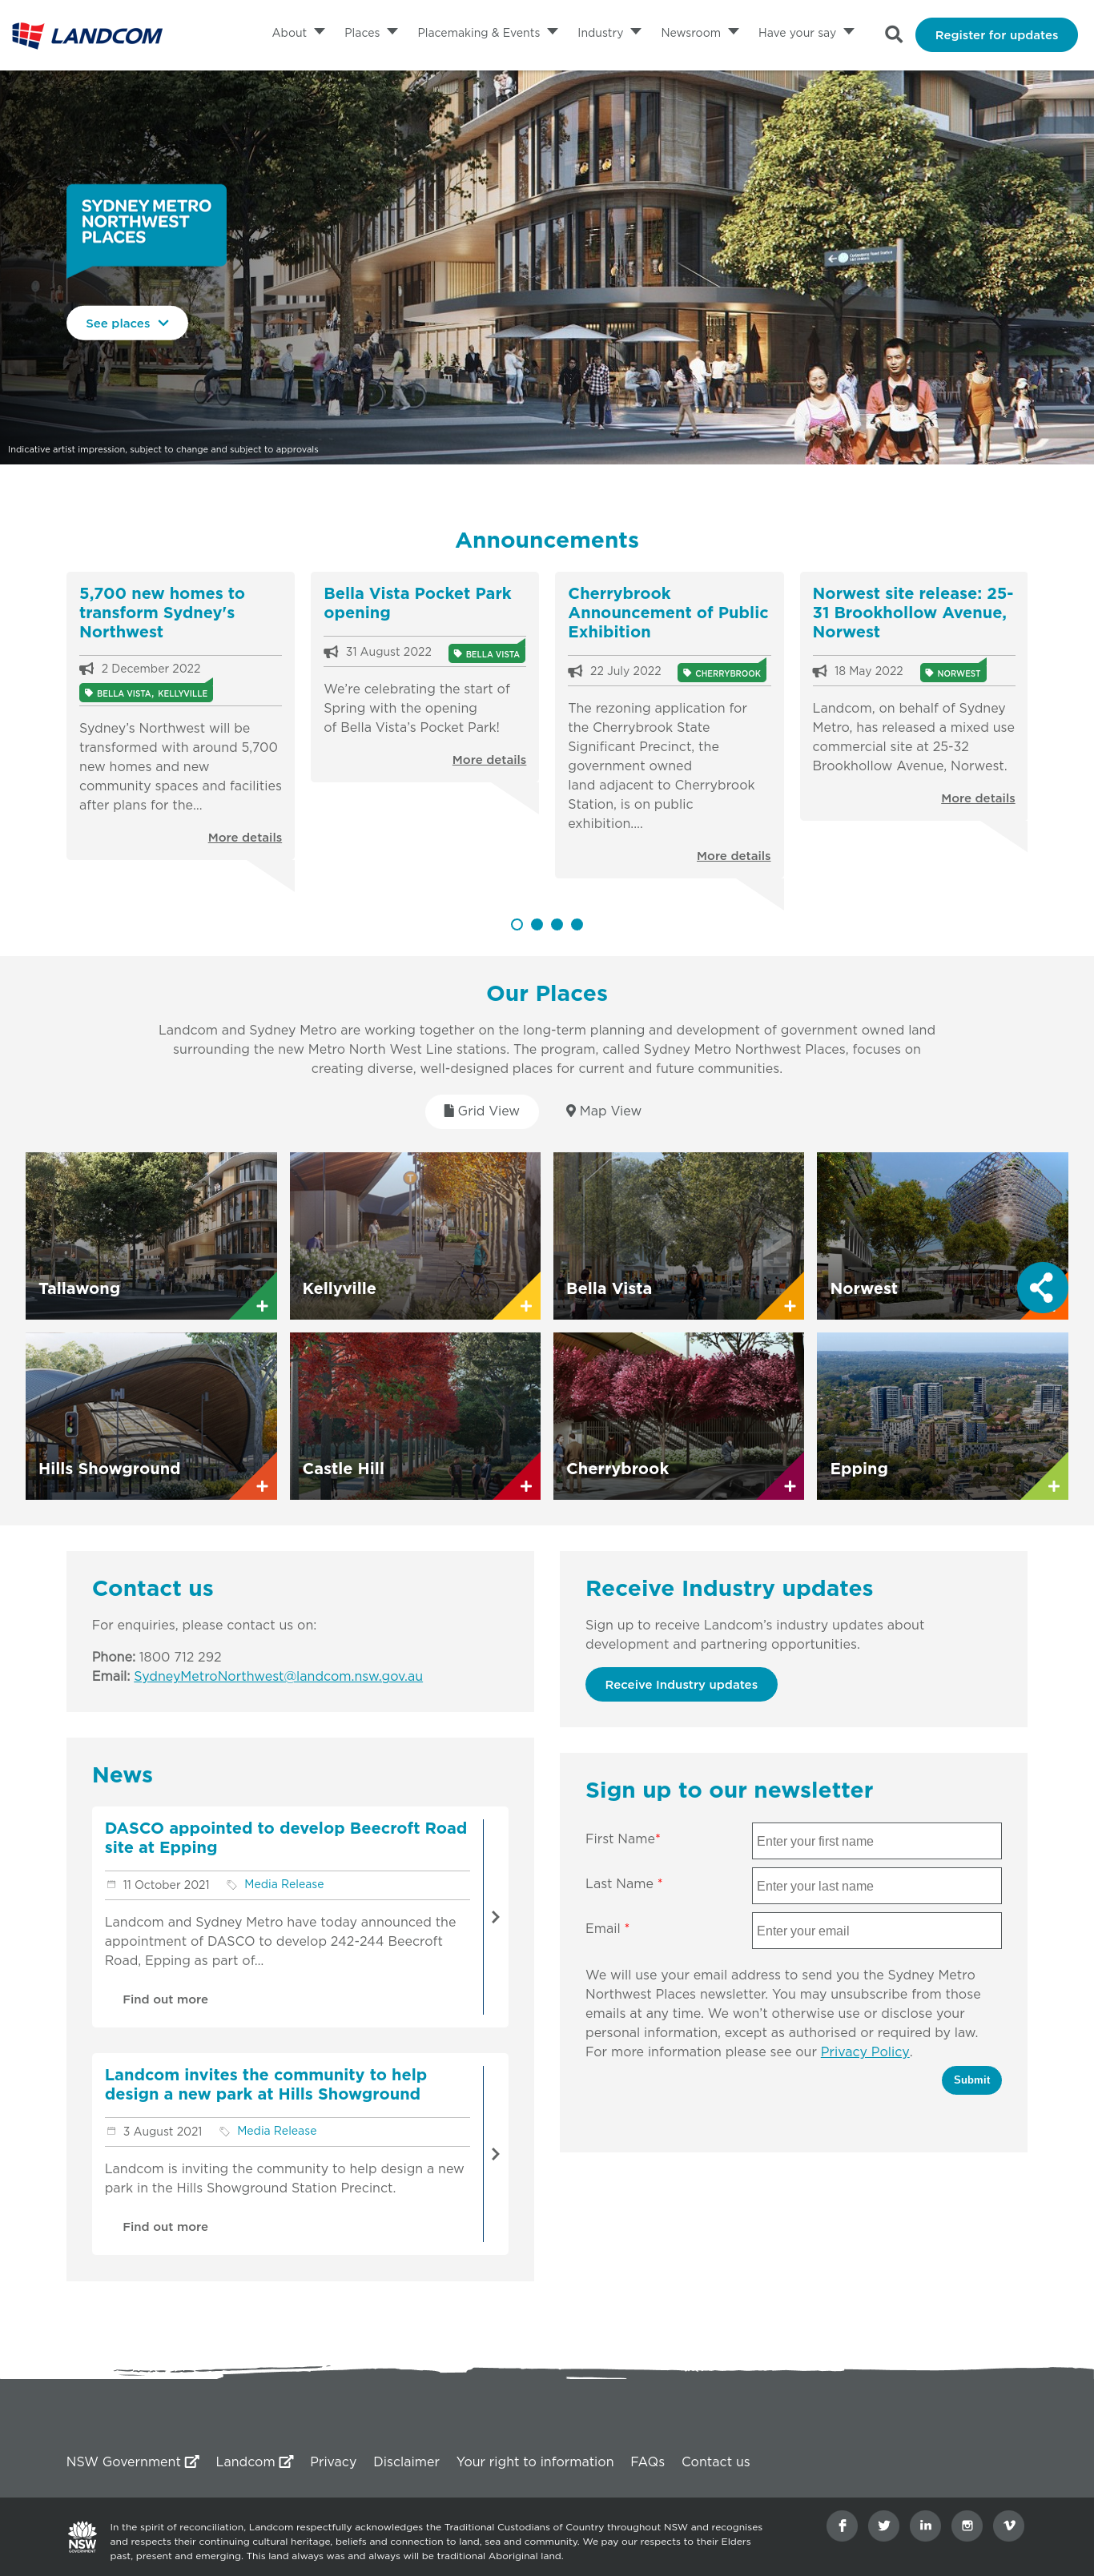 LANDCOM
About
Places
Placemaking & Events
Industry
Newsroom
Have your say
Register for updates
SYDNEY METRO
NORTHWEST
PLACES
See places
Indicative artist impression, subject to change and subject to approvals
Announcements
5,700 new homes to
transform Sydney's
Northwest
2 December 2022
BELLA VISTA, KELLYVILLE
Sydney’s Northwest will be
transformed with around 5,700
new homes and new
community spaces and facilities
after plans for the...
More details
Bella Vista Pocket Park
opening
31 August 2022
BELLA VISTA
We’re celebrating the start of
Spring with the opening
of Bella Vista’s Pocket Park!
More details
Cherrybrook
Announcement of Public
Exhibition
22 July 2022
CHERRYBROOK
The rezoning application for
the Cherrybrook State
Significant Precinct, the
government owned
land adjacent to Cherrybrook
Station, is on public
exhibition....
More details
Norwest site release: 25-
31 Brookhollow Avenue,
Norwest
18 May 2022
NORWEST
Landcom, on behalf of Sydney
Metro, has released a mixed use
commercial site at 25-32
Brookhollow Avenue, Norwest.
More details
Our Places
Landcom and Sydney Metro are working together on the long-term planning and development of government owned land
surrounding the new Metro North West Line stations. The program, called Sydney Metro Northwest Places, focuses on
creating diverse, well-designed places for current and future communities.
Grid View
Map View
Tallawong
Kellyville
Bella Vista
Norwest
Hills Showground
Castle Hill
Cherrybrook
Epping
Contact us
For enquiries, please contact us on:
Phone: 1800 712 292
Email: SydneyMetroNorthwest@landcom.nsw.gov.au
News
DASCO appointed to develop Beecroft Road
site at Epping
11 October 2021
Media Release
Landcom and Sydney Metro have today announced the
appointment of DASCO to develop 242-244 Beecroft
Road, Epping as part of...
Find out more
Landcom invites the community to help
design a new park at Hills Showground
3 August 2021
Media Release
Landcom is inviting the community to help design a new
park in the Hills Showground Station Precinct.
Find out more
Receive Industry updates
Sign up to receive Landcom’s industry updates about
development and partnering opportunities.
Receive Industry updates
Sign up to our newsletter
First Name*
Enter your first name
Last Name *
Enter your last name
Email *
Enter your email
We will use your email address to send you the Sydney Metro
Northwest Places newsletter. You may unsubscribe from those
emails at any time. We won’t otherwise use or disclose your
personal information, except as authorised or required by law.
For more information please see our Privacy Policy.
Submit
NSW Government
Landcom
Privacy
Disclaimer
Your right to information
FAQs
Contact us
NSW
GOVERNMENT
In the spirit of reconciliation, Landcom respectfully acknowledges the Traditional Custodians of Country throughout NSW and recognises
and respects their continuing cultural heritage, beliefs and connection to land, sea and community. We pay our respects to their Elders
past, present and emerging. This land always was and always will be traditional Aboriginal land.